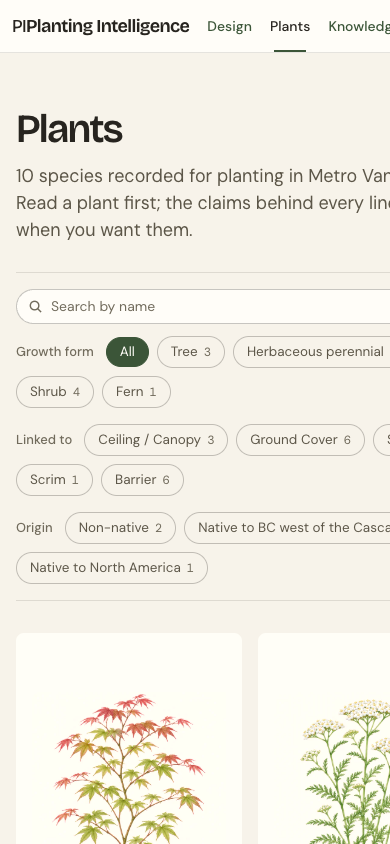 PlPlanting Intelligence Design Plants Knowledg
Plants
10 species recorded for planting in Metro Van
Read a plant first; the claims behind every lin
when you want them.
Search by name
Growth form All Tree 3 Herbaceous perennial
Shrub 4 Fern 1
Linked to Ceiling / Canopy 3 Ground Cover 6 S
Scrim 1 Barrier 6
Origin Non-native 2 Native to BC west of the Casca
Native to North America 1